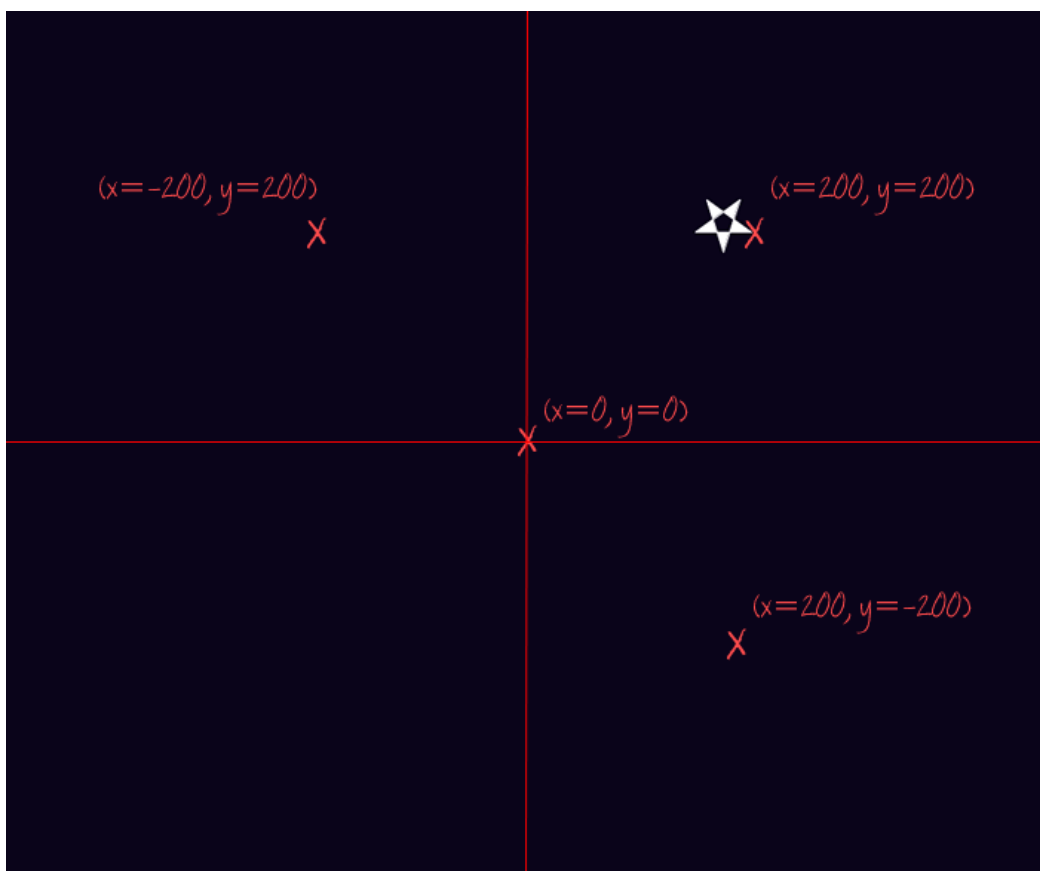 (x=-200, y=200)
(x=200, y=200)
(x=0, y=0)
(x=200, y=-200)